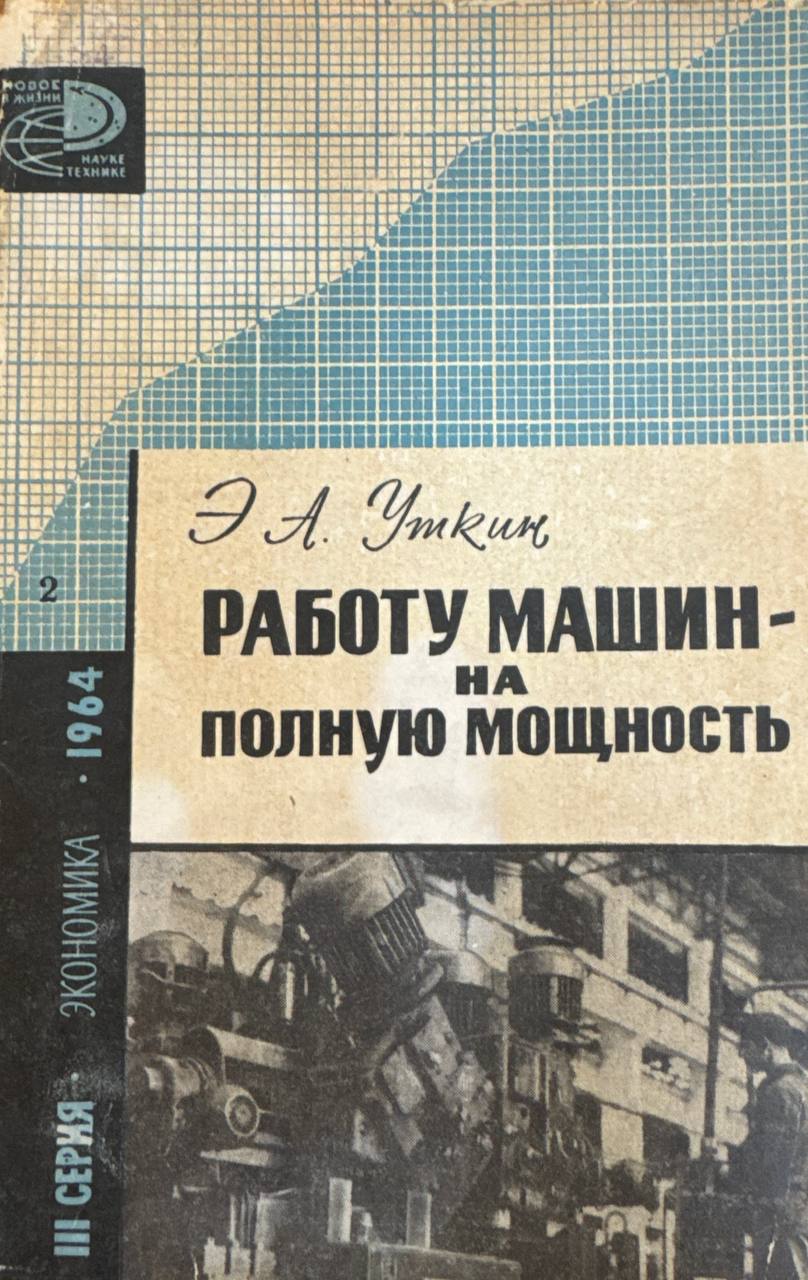 НОВОЕ
В ЖИЗНИ
НАУКЕ
ТЕХНИКЕ
Э. А. Уткин
РАБОТУ МАШИН -
НА
ПОЛНУЮ МОЩНОСТЬ
2
III СЕРИЯ · ЭКОНОМИКА · 1964